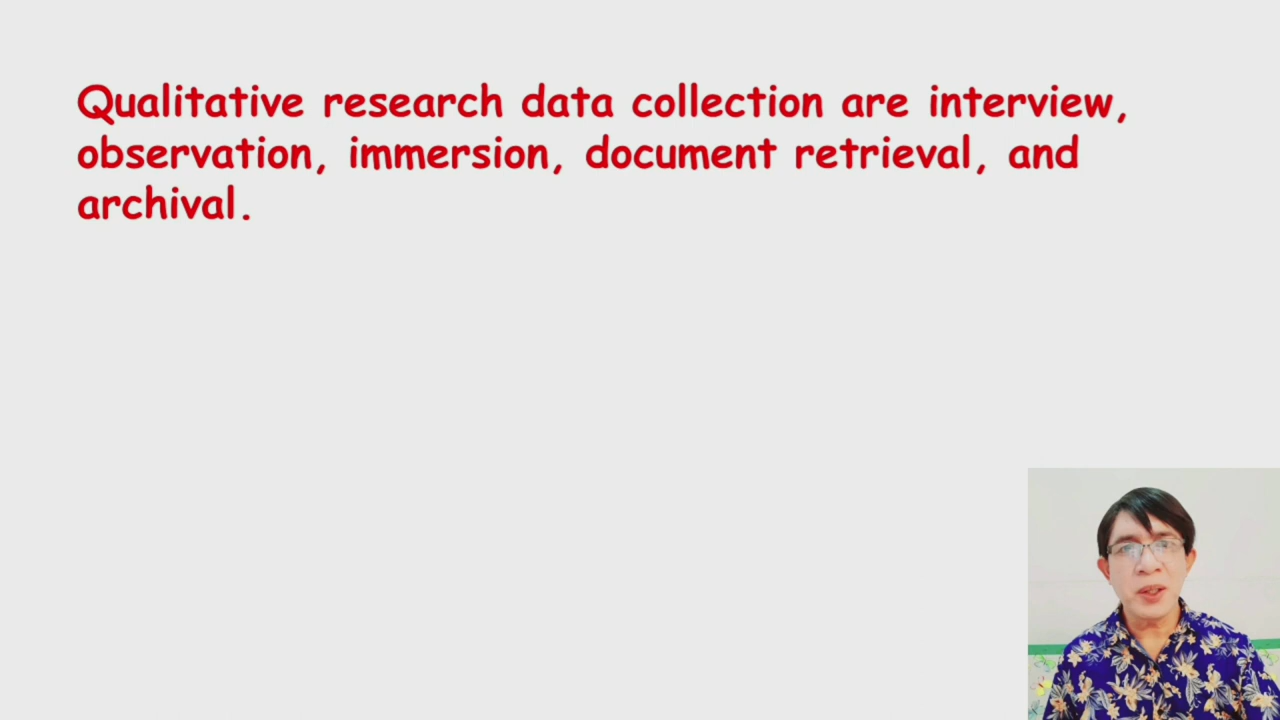 Qualitative research data collection are interview,
observation, immersion, document retrieval, and
archival.